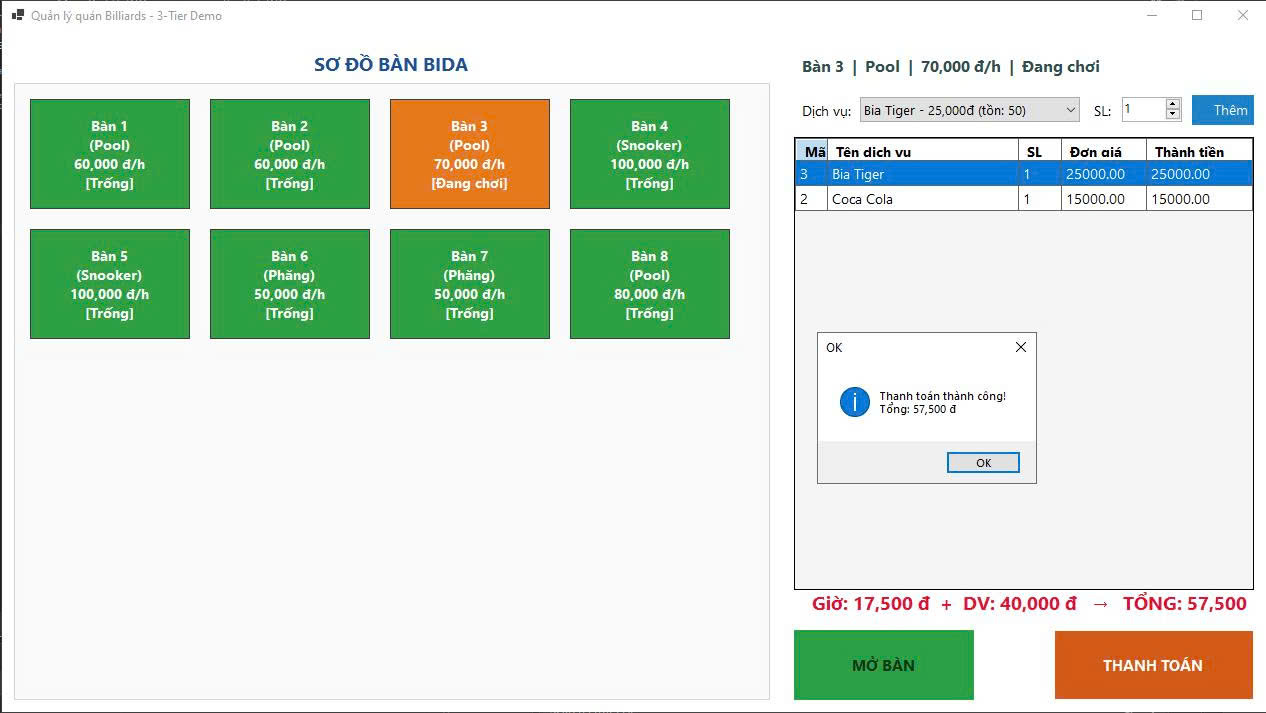 Quản lý quán Billiards - 3-Tier Demo
SƠ ĐỒ BÀN BIDA
Bàn 1
(Pool)
60,000 đ/h
[Trống]
Bàn 2
(Pool)
60,000 đ/h
[Trống]
Bàn 3
(Pool)
70,000 đ/h
[Đang chơi]
Bàn 4
(Snooker)
100,000 đ/h
[Trống]
Bàn 5
(Snooker)
100,000 đ/h
[Trống]
Bàn 6
(Phăng)
50,000 đ/h
[Trống]
Bàn 7
(Phăng)
50,000 đ/h
[Trống]
Bàn 8
(Pool)
80,000 đ/h
[Trống]
Bàn 3 | Pool | 70,000 đ/h | Đang chơi
Dịch vụ: Bia Tiger - 25,000đ (tồn: 50) SL: 1 Thêm
Mã Tên dịch vụ SL Đơn giá Thành tiền
3 Bia Tiger 1 25000.00 25000.00
2 Coca Cola 1 15000.00 15000.00
OK
Thanh toán thành công!
Tổng: 57,500 đ
OK
Giờ: 17,500 đ + DV: 40,000 đ → TỔNG: 57,500
MỞ BÀN
THANH TOÁN